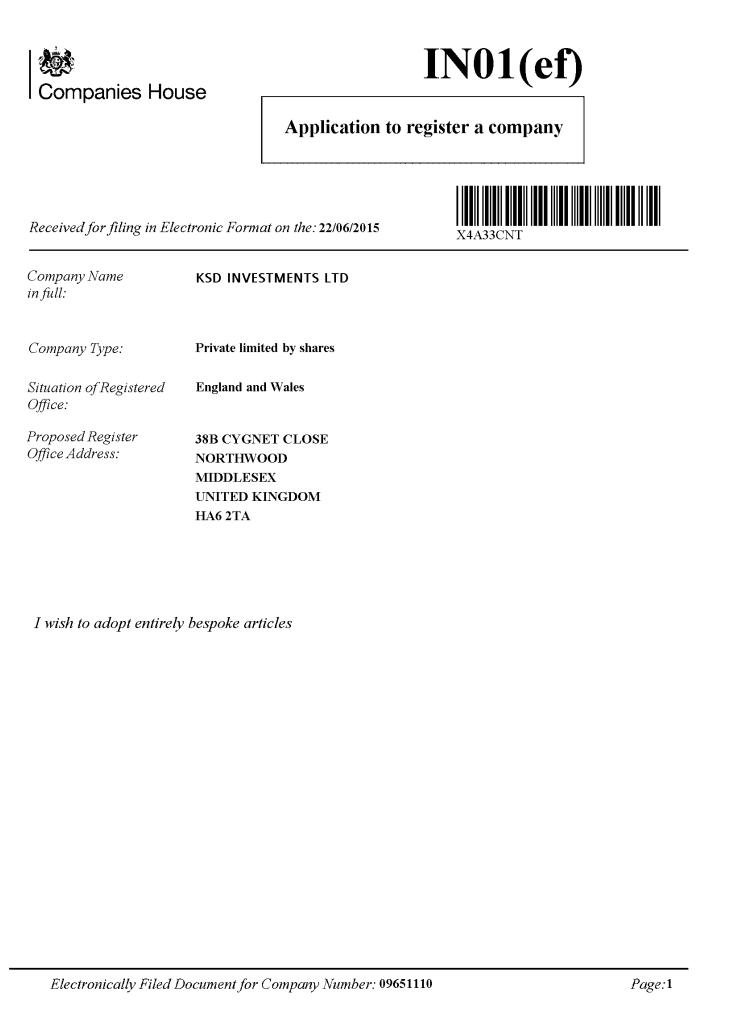 IN01(ef)
Companies House
Application to register a company
Received for filing in Electronic Format on the: 22/06/2015
X4A33CNT
Company Name in full:
KSD INVESTMENTS LTD
Company Type:
Private limited by shares
Situation of Registered Office:
England and Wales
Proposed Register Office Address:
38B CYGNET CLOSE
NORTHWOOD
MIDDLESEX
UNITED KINGDOM
HA6 2TA
I wish to adopt entirely bespoke articles
Electronically Filed Document for Company Number: 09651110
Page:1